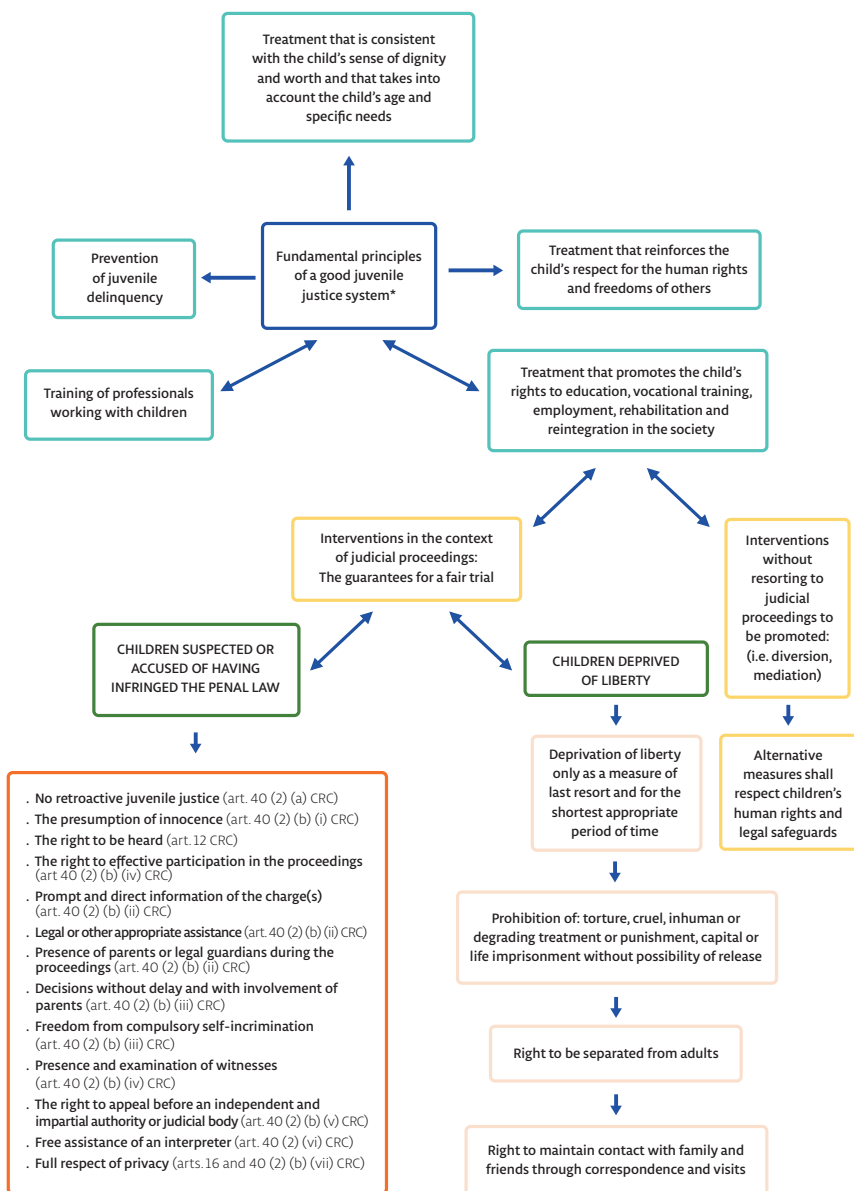 Treatment that is consistent
with the child's sense of dignity
and worth and that takes into
account the child's age and
specific needs
Prevention
of juvenile
delinquency
Fundamental principles
of a good juvenile
justice system*
Treatment that reinforces the
child's respect for the human rights
and freedoms of others
Training of professionals
working with children
Treatment that promotes the child's
rights to education, vocational training,
employment, rehabilitation and
reintegration in the society
Interventions in the context
of judicial proceedings:
The guarantees for a fair trial
Interventions
without
resorting to
judicial
proceedings to
be promoted:
(i.e. diversion,
mediation)
CHILDREN SUSPECTED OR
ACCUSED OF HAVING
INFRINGED THE PENAL LAW
CHILDREN DEPRIVED
OF LIBERTY
Deprivation of liberty
only as a measure of
last resort and for the
shortest appropriate
period of time
Alternative
measures shall
respect children's
human rights and
legal safeguards
. No retroactive juvenile justice (art. 40 (2) (a) CRC)
. The presumption of innocence (art. 40 (2) (b) (i) CRC)
. The right to be heard (art. 12 CRC)
. The right to effective participation in the proceedings
(art 40 (2) (b) (iv) CRC)
. Prompt and direct information of the charge(s)
(art. 40 (2) (b) (ii) CRC)
. Legal or other appropriate assistance (art. 40 (2) (b) (ii) CRC)
. Presence of parents or legal guardians during the
proceedings (art. 40 (2) (b) (ii) CRC)
. Decisions without delay and with involvement of
parents (art. 40 (2) (b) (iii) CRC)
. Freedom from compulsory self-incrimination
(art. 40 (2) (b) (iii) CRC)
. Presence and examination of witnesses
(art. 40 (2) (b) (iv) CRC)
. The right to appeal before an independent and
impartial authority or judicial body (art. 40 (2) (b) (v) CRC)
. Free assistance of an interpreter (art. 40 (2) (vi) CRC)
. Full respect of privacy (arts. 16 and 40 (2) (b) (vii) CRC)
Prohibition of: torture, cruel, inhuman or
degrading treatment or punishment, capital or
life imprisonment without possibility of release
Right to be separated from adults
Right to maintain contact with family and
friends through correspondence and visits